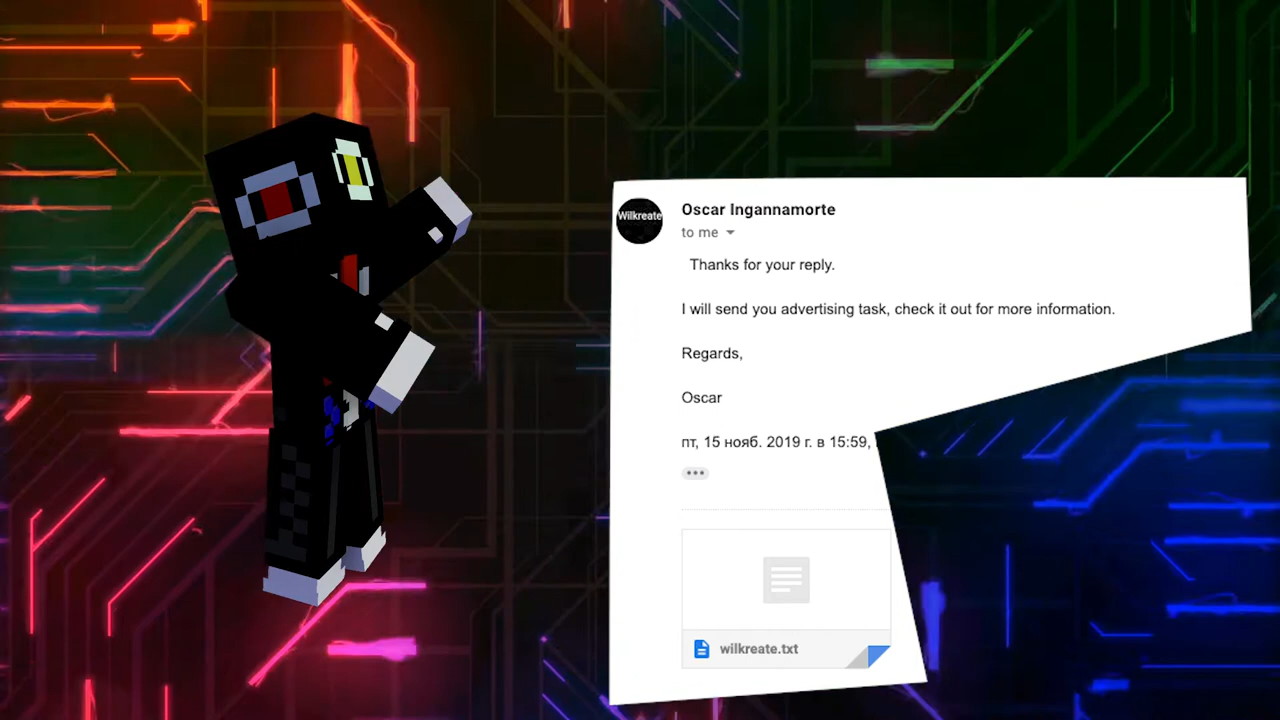 Wilkreate
Oscar Ingannamorte
to me
Thanks for your reply.
I will send you advertising task, check it out for more information.
Regards,
Oscar
пт, 15 нояб. 2019 г. в 15:59,
wilkreate.txt